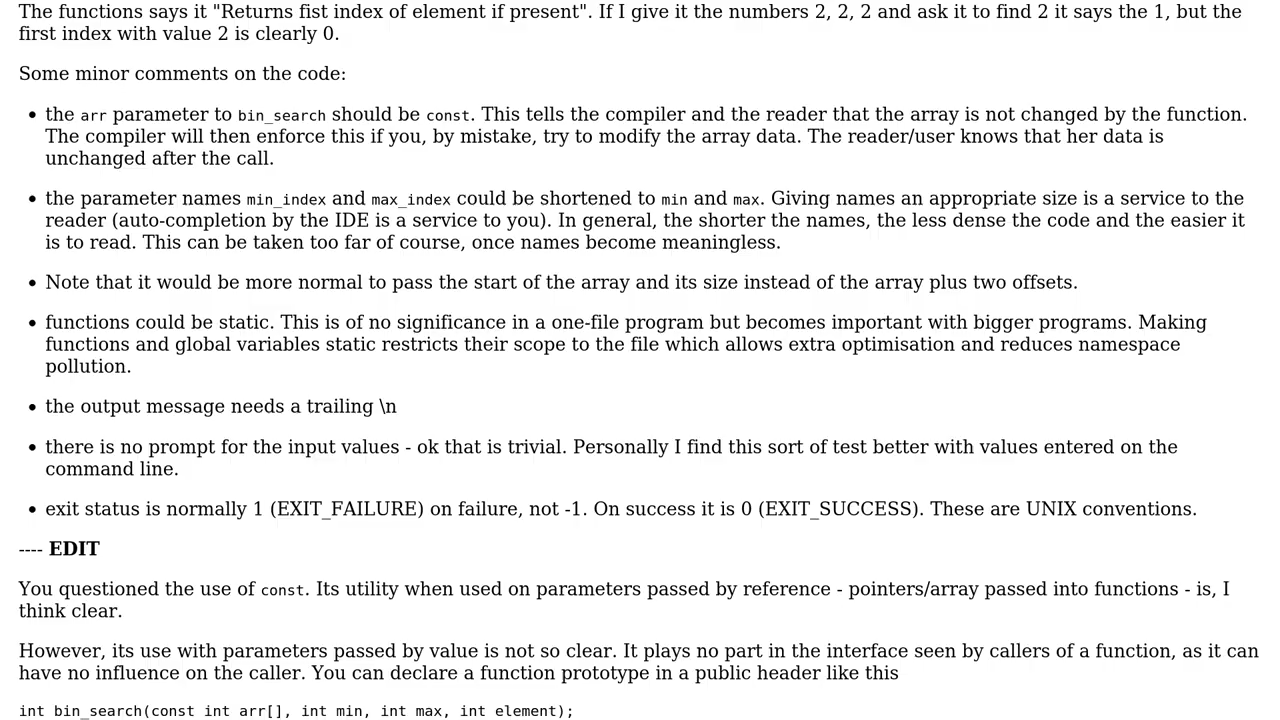 The functions says it "Returns fist index of element if present". If I give it the numbers 2, 2, 2 and ask it to find 2 it says the 1, but the
first index with value 2 is clearly 0.
Some minor comments on the code:
• the arr parameter to bin_search should be const. This tells the compiler and the reader that the array is not changed by the function.
The compiler will then enforce this if you, by mistake, try to modify the array data. The reader/user knows that her data is
unchanged after the call.
• the parameter names min_index and max_index could be shortened to min and max. Giving names an appropriate size is a service to the
reader (auto-completion by the IDE is a service to you). In general, the shorter the names, the less dense the code and the easier it
is to read. This can be taken too far of course, once names become meaningless.
• Note that it would be more normal to pass the start of the array and its size instead of the array plus two offsets.
• functions could be static. This is of no significance in a one-file program but becomes important with bigger programs. Making
functions and global variables static restricts their scope to the file which allows extra optimisation and reduces namespace
pollution.
• the output message needs a trailing \n
• there is no prompt for the input values - ok that is trivial. Personally I find this sort of test better with values entered on the
command line.
• exit status is normally 1 (EXIT_FAILURE) on failure, not -1. On success it is 0 (EXIT_SUCCESS). These are UNIX conventions.
---- EDIT
You questioned the use of const. Its utility when used on parameters passed by reference - pointers/array passed into functions - is, I
think clear.
However, its use with parameters passed by value is not so clear. It plays no part in the interface seen by callers of a function, as it can
have no influence on the caller. You can declare a function prototype in a public header like this
int bin_search(const int arr[], int min, int max, int element);